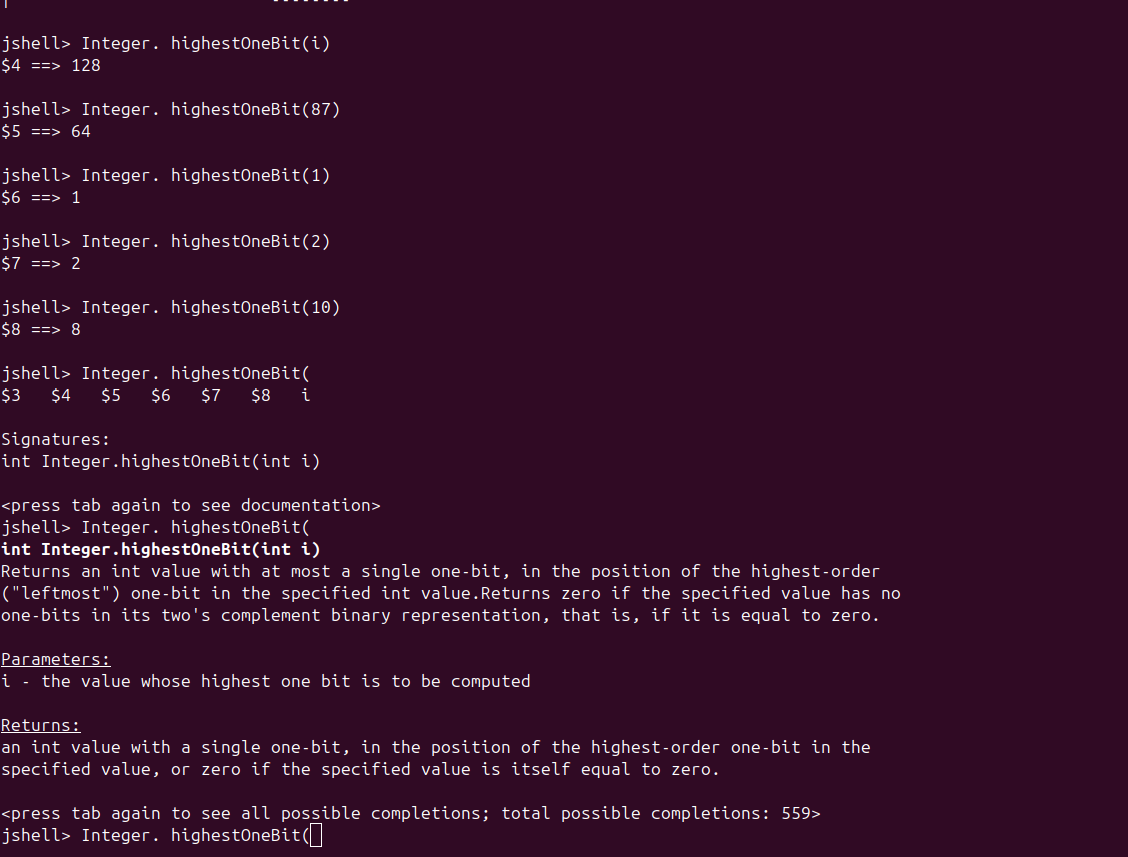 jshell> Integer. highestOneBit(i)
$4 ==> 128
jshell> Integer. highestOneBit(87)
$5 ==> 64
jshell> Integer. highestOneBit(1)
$6 ==> 1
jshell> Integer. highestOneBit(2)
$7 ==> 2
jshell> Integer. highestOneBit(10)
$8 ==> 8
jshell> Integer. highestOneBit(
$3   $4   $5   $6   $7   $8   i
Signatures:
int Integer.highestOneBit(int i)
<press tab again to see documentation>
jshell> Integer. highestOneBit(
int Integer.highestOneBit(int i)
Returns an int value with at most a single one-bit, in the position of the highest-order
("leftmost") one-bit in the specified int value.Returns zero if the specified value has no
one-bits in its two's complement binary representation, that is, if it is equal to zero.
Parameters:
i - the value whose highest one bit is to be computed
Returns:
an int value with a single one-bit, in the position of the highest-order one-bit in the
specified value, or zero if the specified value is itself equal to zero.
<press tab again to see all possible completions; total possible completions: 559>
jshell> Integer. highestOneBit(